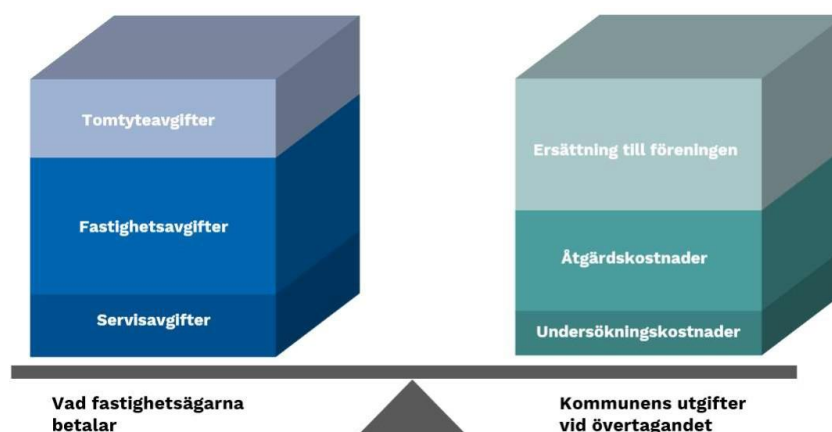 Tomtyteavgifter
Fastighetsavgifter
Servisavgifter
Vad fastighetsägarna
betalar
Ersättning till föreningen
Åtgärdskostnader
Undersökningskostnader
Kommunens utgifter
vid övertagandet